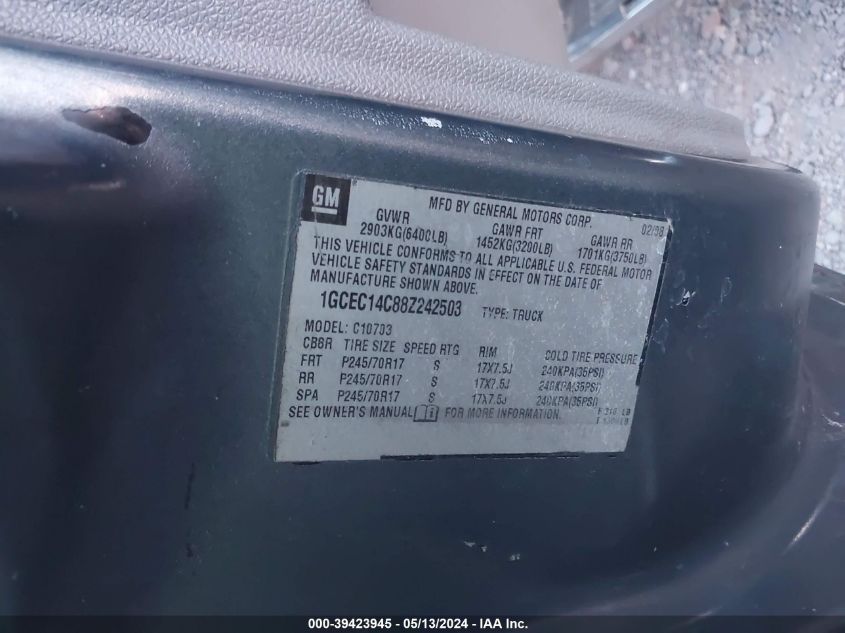 GM
MFD BY GENERAL MOTORS CORP. 02/08
GVWR GAWR FRT GAWR RR
2903KG(6400LB) 1452KG(3200LB) 1701KG(3750LB)
THIS VEHICLE CONFORMS TO ALL APPLICABLE U.S. FEDERAL MOTOR
VEHICLE SAFETY STANDARDS IN EFFECT ON THE DATE OF
MANUFACTURE SHOWN ABOVE.
1GCEC14C88Z242503 TYPE: TRUCK
MODEL: C10703
CB6R TIRE SIZE SPEED RTG RIM COLD TIRE PRESSURE
FRT P245/70R17 S 17X7.5J 240KPA(35PSI)
RR P245/70R17 S 17X7.5J 240KPA(35PSI)
SPA P245/70R17 S 17X7.5J 240KPA(35PSI)
SEE OWNER'S MANUAL FOR MORE INFORMATION.
000-39423945 - 05/13/2024 - IAA Inc.